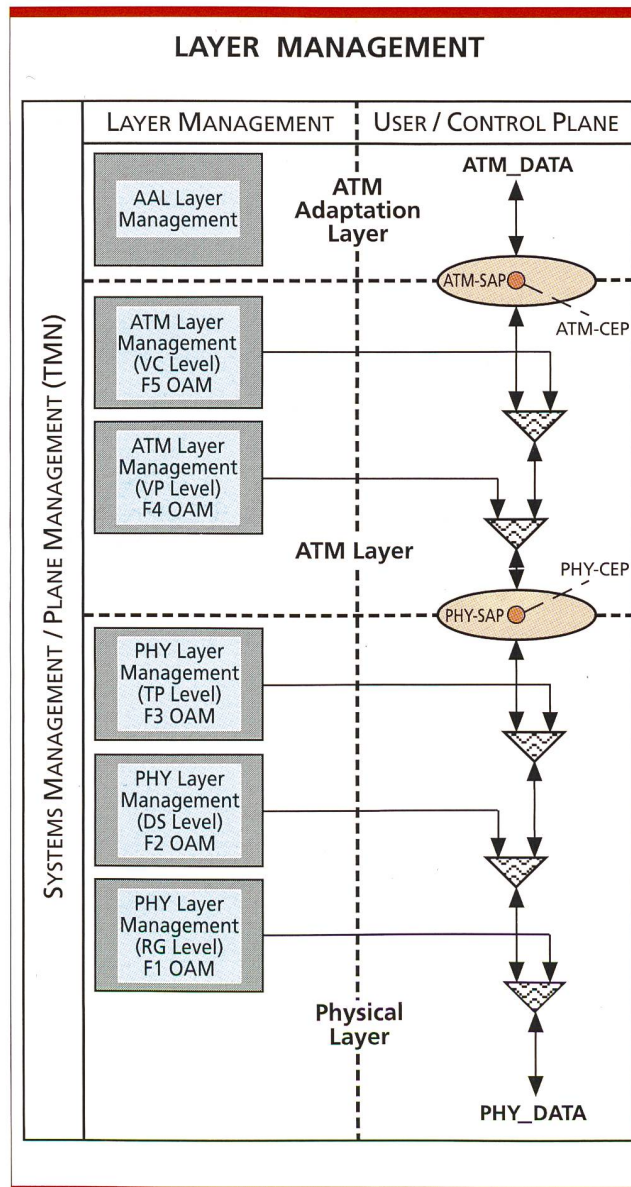 LAYER MANAGEMENT
LAYER MANAGEMENT
USER / CONTROL PLANE
SYSTEMS MANAGEMENT / PLANE MANAGEMENT (TMN)
AAL Layer
Management
ATM
Adaptation
Layer
ATM_DATA
ATM-SAP
ATM-CEP
ATM Layer
Management
(VC Level)
F5 OAM
ATM Layer
Management
(VP Level)
F4 OAM
ATM Layer
PHY-CEP
PHY-SAP
PHY Layer
Management
(TP Level)
F3 OAM
PHY Layer
Management
(DS Level)
F2 OAM
PHY Layer
Management
(RG Level)
F1 OAM
Physical
Layer
PHY_DATA